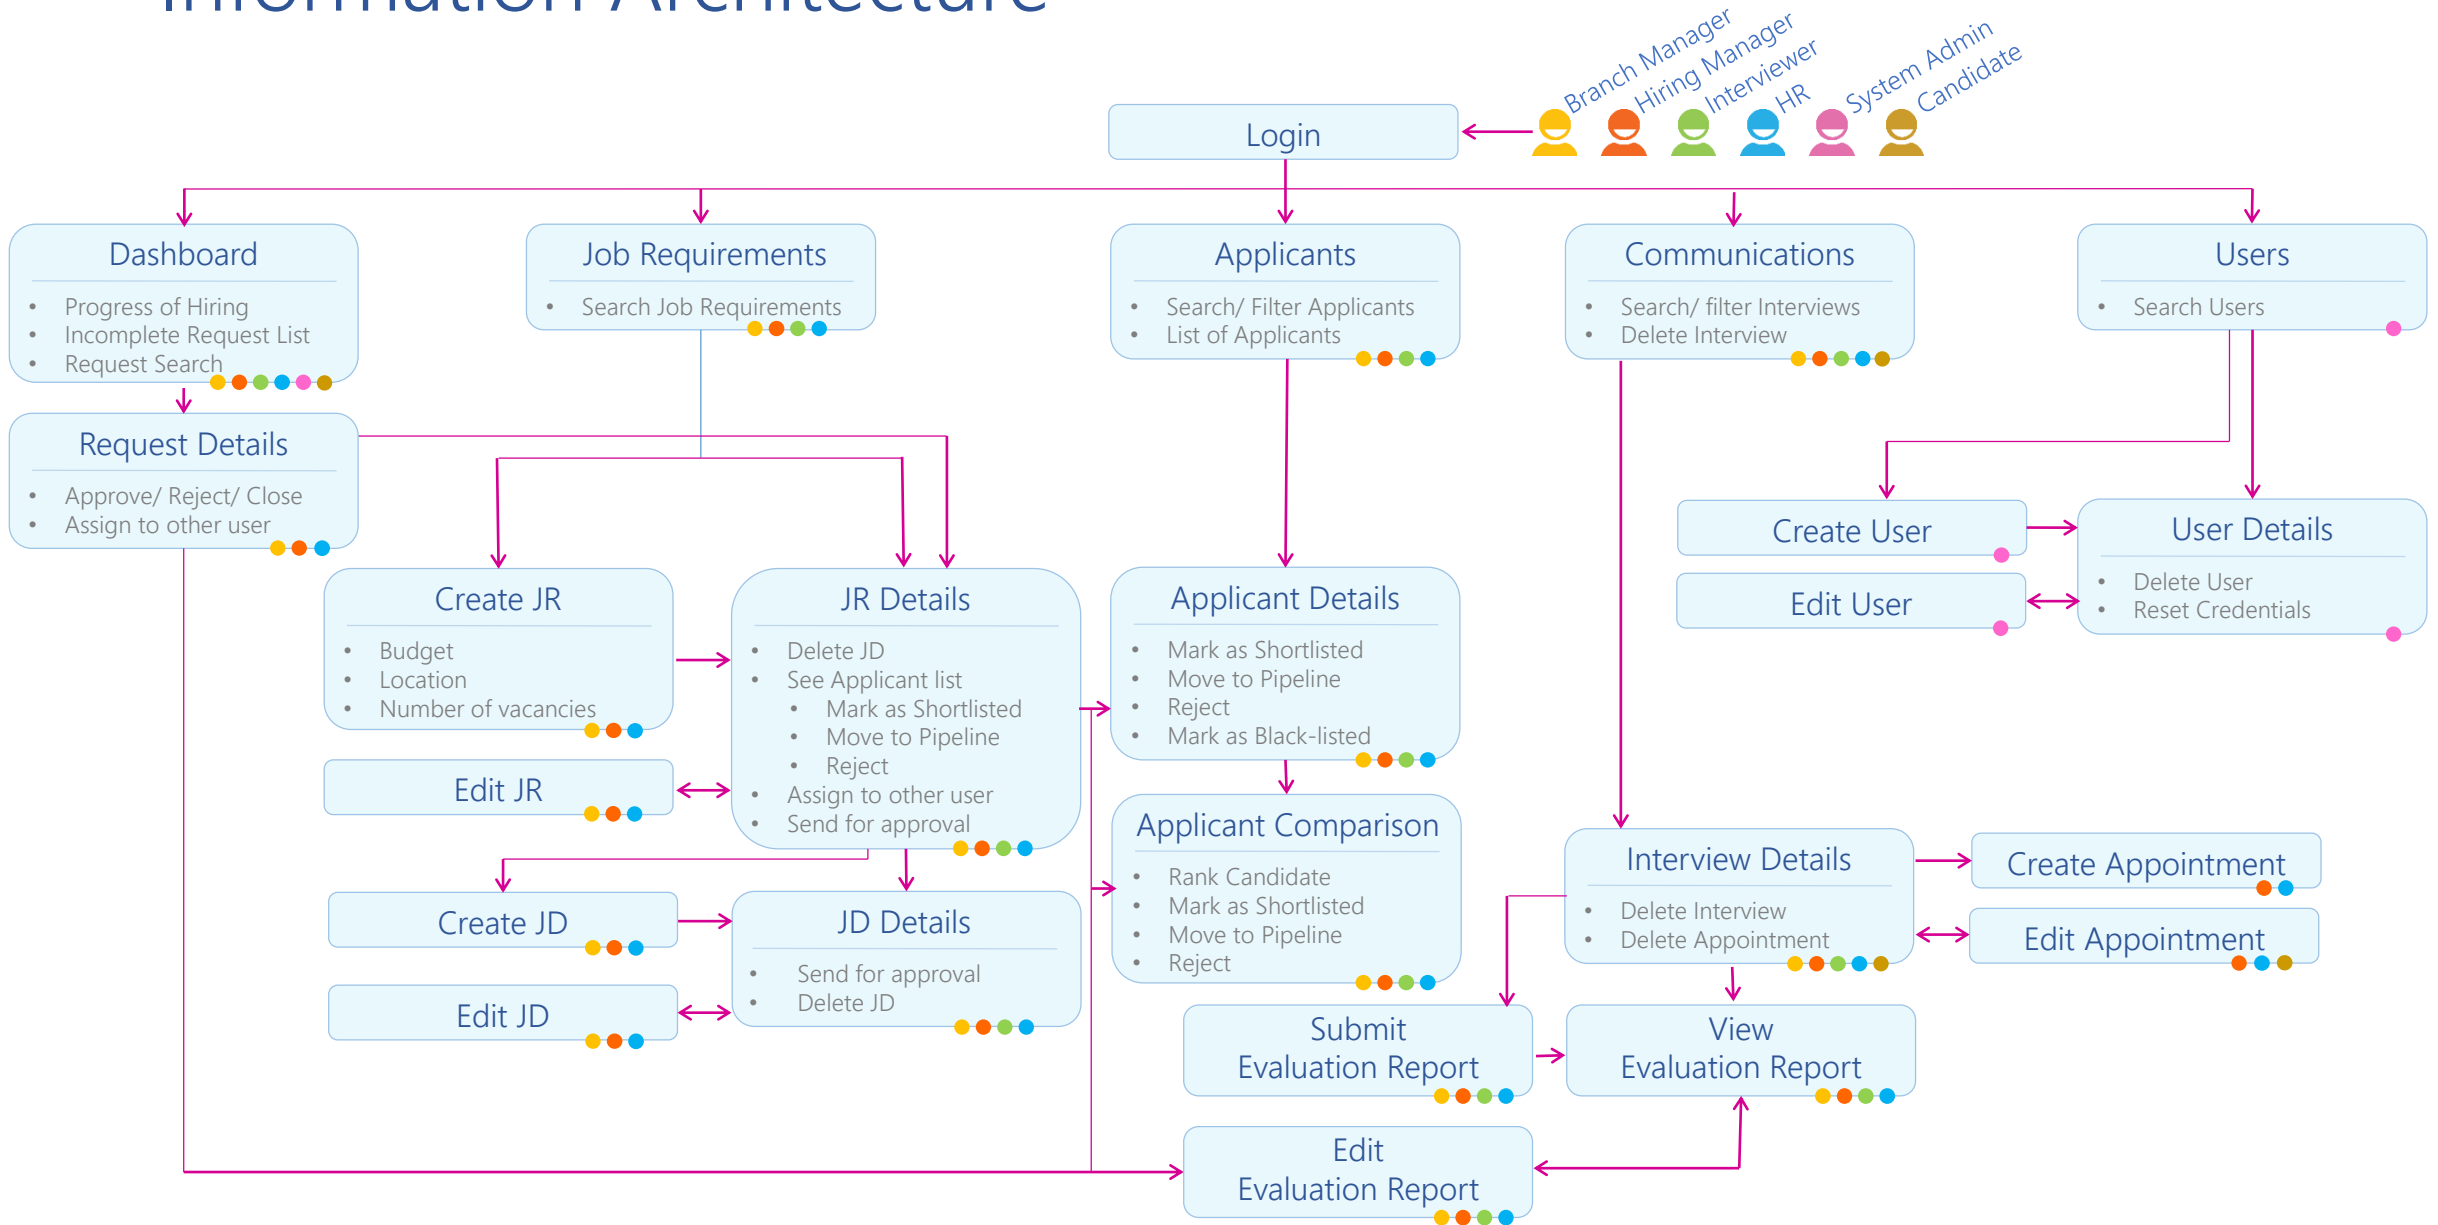 Information Architecture
Branch Manager
Hiring Manager
Interviewer
HR
System Admin
Candidate
Login
Dashboard
• Progress of Hiring
• Incomplete Request List
• Request Search
Job Requirements
• Search Job Requirements
Applicants
• Search/ Filter Applicants
• List of Applicants
Communications
• Search/ filter Interviews
• Delete Interview
Users
• Search Users
Request Details
• Approve/ Reject/ Close
• Assign to other user
Create User
Edit User
User Details
• Delete User
• Reset Credentials
Create JR
• Budget
• Location
• Number of vacancies
Edit JR
JR Details
• Delete JD
• See Applicant list
• Mark as Shortlisted
• Move to Pipeline
• Reject
• Assign to other user
• Send for approval
Applicant Details
• Mark as Shortlisted
• Move to Pipeline
• Reject
• Mark as Black-listed
Applicant Comparison
• Rank Candidate
• Mark as Shortlisted
• Move to Pipeline
• Reject
Create JD
Edit JD
JD Details
• Send for approval
• Delete JD
Interview Details
• Delete Interview
• Delete Appointment
Create Appointment
Edit Appointment
Submit
Evaluation Report
View
Evaluation Report
Edit
Evaluation Report